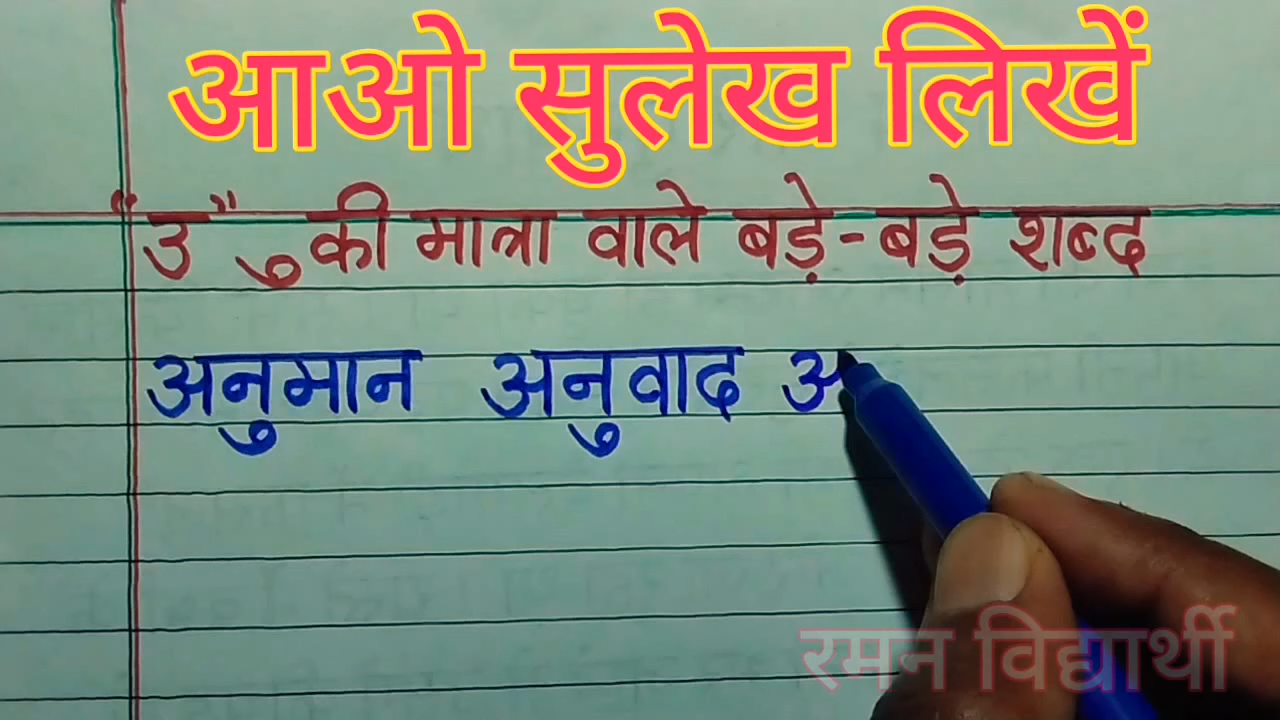 आओ सुलेख लिखें
"उ" ु की मात्रा वाले बड़े-बड़े शब्द
अनुमान अनुवाद अ
रमन विद्यार्थी